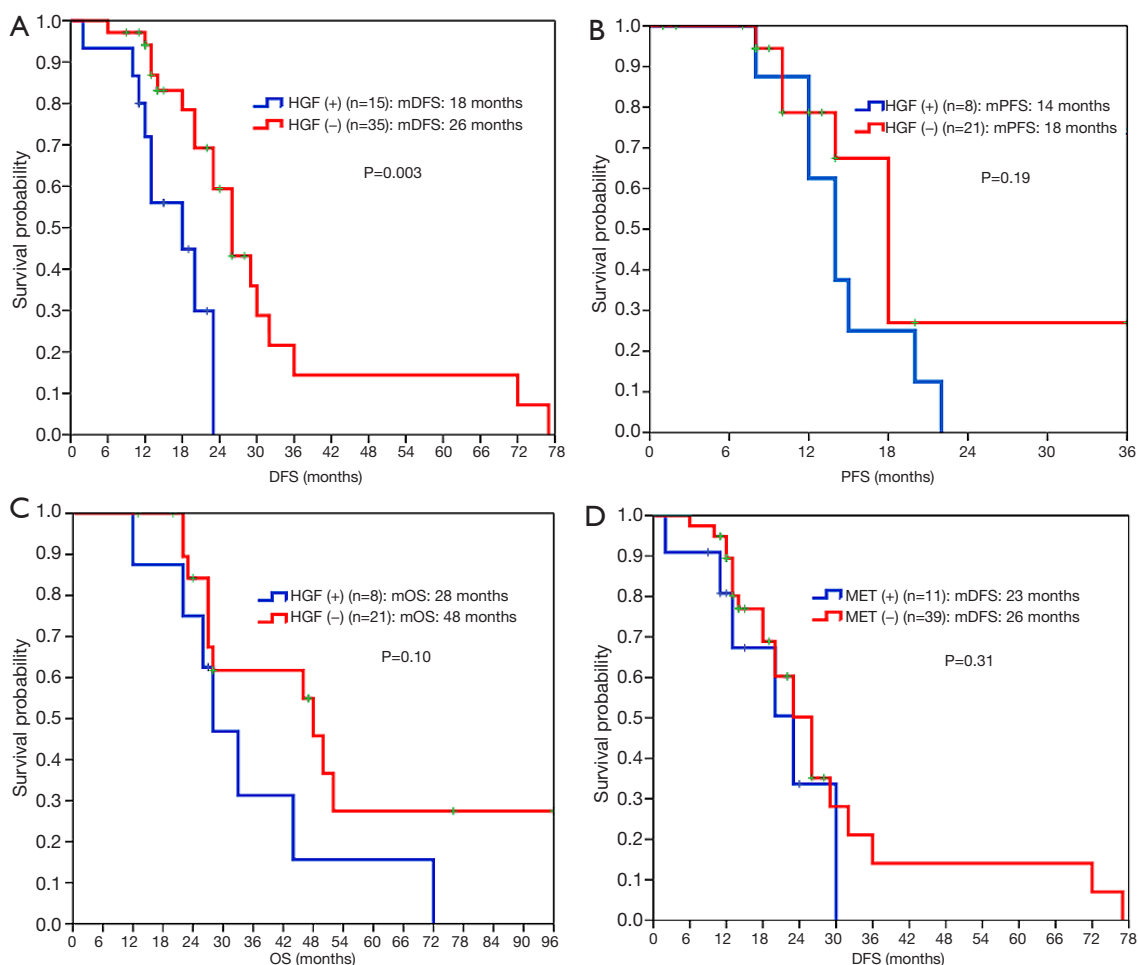 A
1.0
0.9
0.8
0.7
0.6
0.5
0.4
0.3
0.2
0.1
0.0
Survival probability
HGF (+) (n=15): mDFS: 18 months
HGF (–) (n=35): mDFS: 26 months
P=0.003
0 6 12 18 24 30 36 42 48 54 60 66 72 78
DFS (months)
B
1.0
0.9
0.8
0.7
0.6
0.5
0.4
0.3
0.2
0.1
0.0
Survival probability
HGF (+) (n=8): mPFS: 14 months
HGF (–) (n=21): mPFS: 18 months
P=0.19
0 6 12 18 24 30 36
PFS (months)
C
1.0
0.9
0.8
0.7
0.6
0.5
0.4
0.3
0.2
0.1
0.0
Survival probability
HGF (+) (n=8): mOS: 28 months
HGF (–) (n=21): mOS: 48 months
P=0.10
0 6 12 18 24 30 36 42 48 54 60 66 72 78 84 90 96
OS (months)
D
1.0
0.9
0.8
0.7
0.6
0.5
0.4
0.3
0.2
0.1
0.0
Survival probability
MET (+) (n=11): mDFS: 23 months
MET (–) (n=39): mDFS: 26 months
P=0.31
0 6 12 18 24 30 36 42 48 54 60 66 72 78
DFS (months)